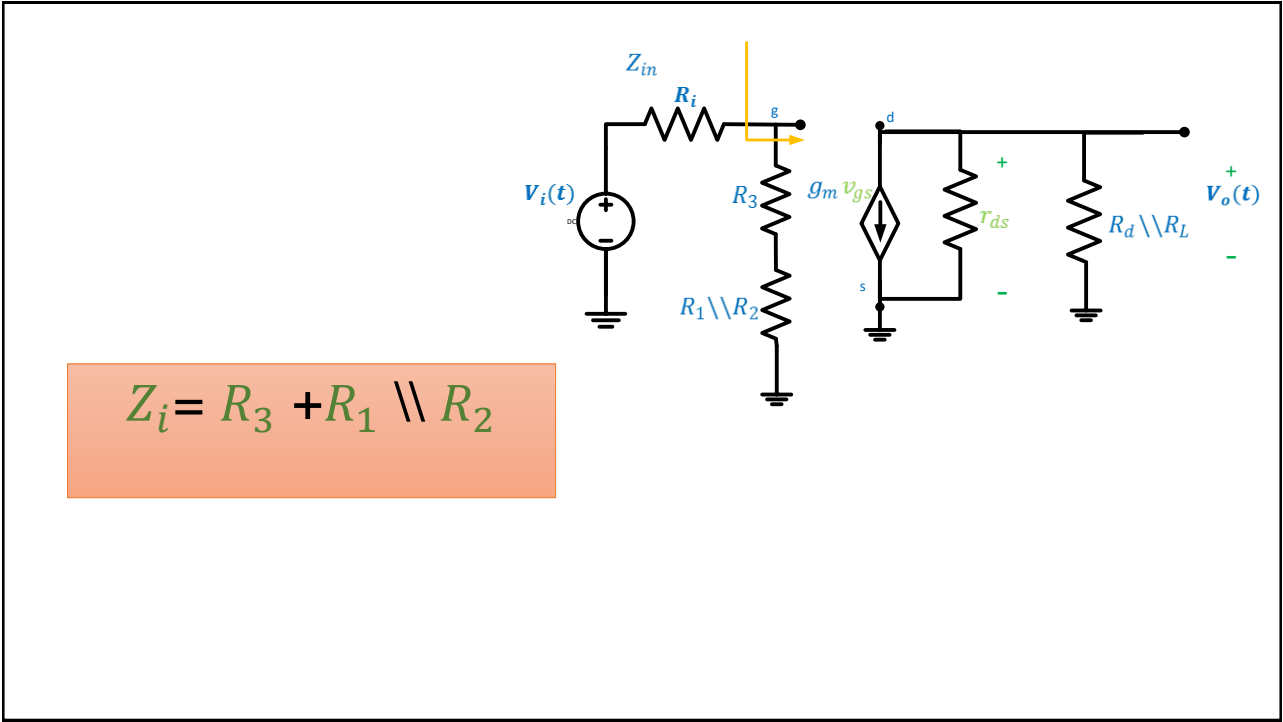 Z_in
R_i
g
d
V_i(t)
+
DC
−
R_3
g_m v_gs
+
r_ds
−
R_d \\R_L
+
V_o(t)
−
s
R_1\\R_2
Z_i= R_3 +R_1 \\ R_2